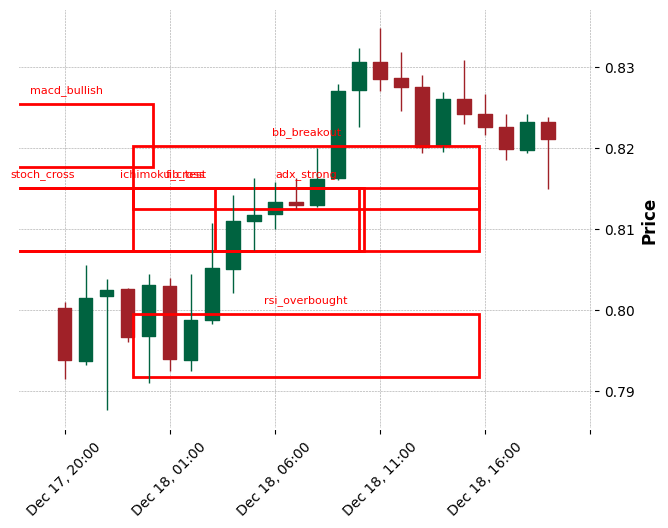 macd_bullish
bb_breakout
stoch_cross
ichimoku_cross
adx_strong
rsi_overbought
0.83
0.82
0.81
0.80
0.79
Price
Dec 17, 20:00
Dec 18, 01:00
Dec 18, 06:00
Dec 18, 11:00
Dec 18, 16:00